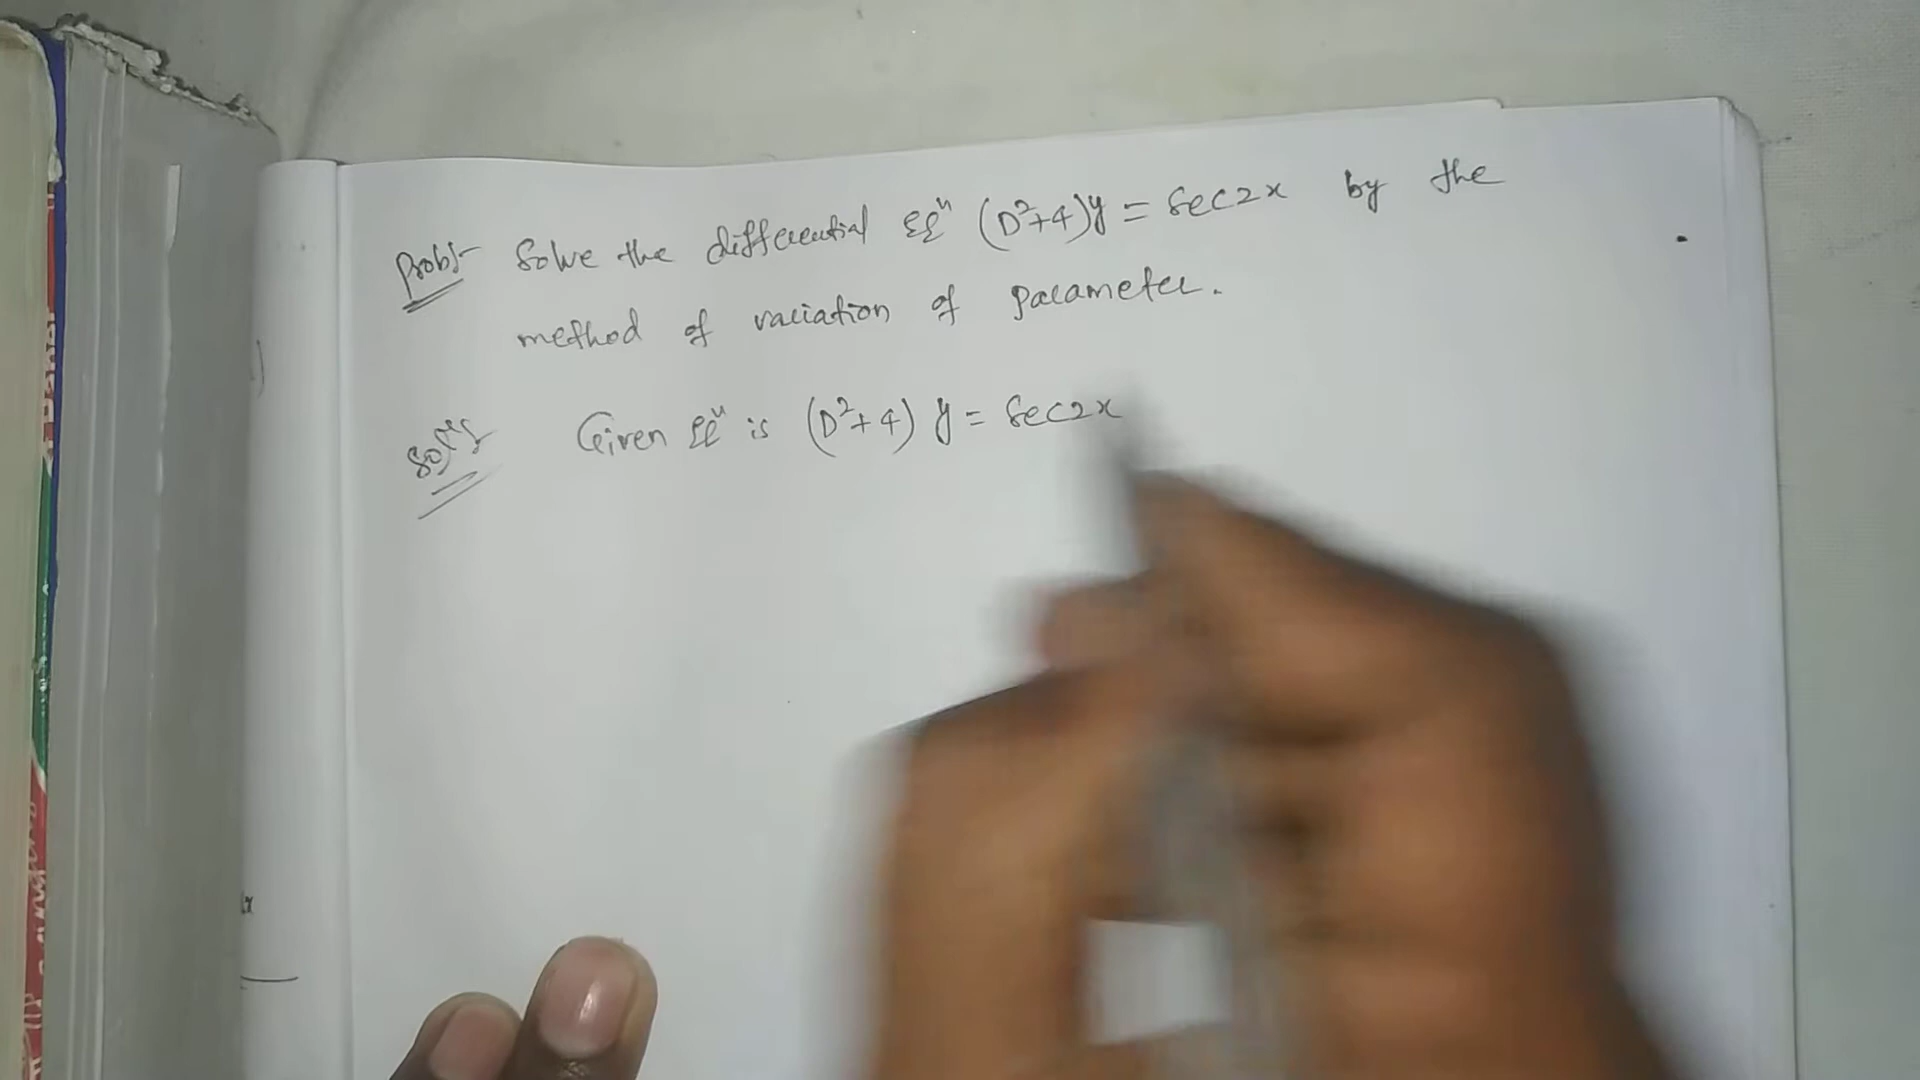 Prob:- Solve the differential Eqⁿ (D²+4)y = Sec2x by the
method of variation of parameter.
Solⁿ:- Given Eqⁿ is (D²+4) y = Sec2x